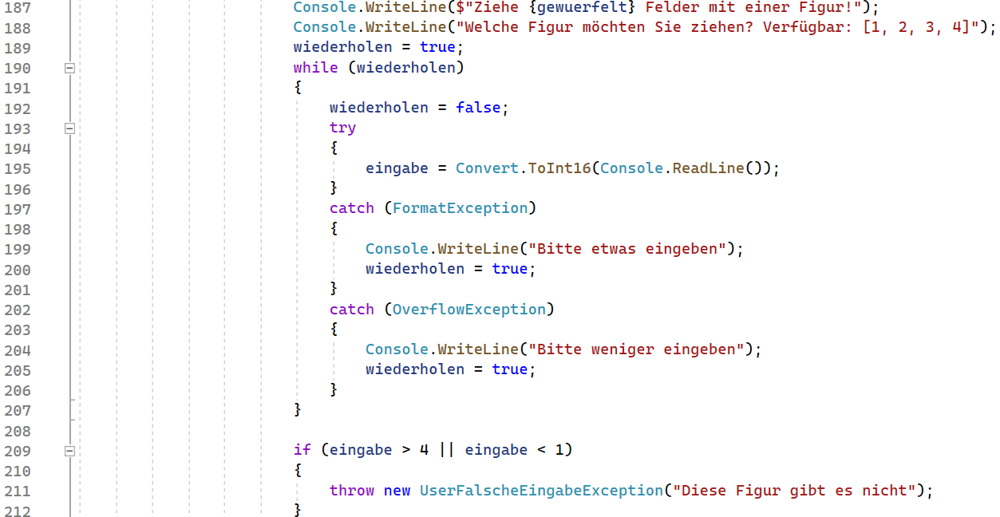 187 Console.WriteLine($"Ziehe {gewuerfelt} Felder mit einer Figur!");
188 Console.WriteLine("Welche Figur möchten Sie ziehen? Verfügbar: [1, 2, 3, 4]");
189 wiederholen = true;
190 while (wiederholen)
191 {
192 wiederholen = false;
193 try
194 {
195 eingabe = Convert.ToInt16(Console.ReadLine());
196 }
197 catch (FormatException)
198 {
199 Console.WriteLine("Bitte etwas eingeben");
200 wiederholen = true;
201 }
202 catch (OverflowException)
203 {
204 Console.WriteLine("Bitte weniger eingeben");
205 wiederholen = true;
206 }
207 }
208
209 if (eingabe > 4 || eingabe < 1)
210 {
211 throw new UserFalscheEingabeException("Diese Figur gibt es nicht");
212 }